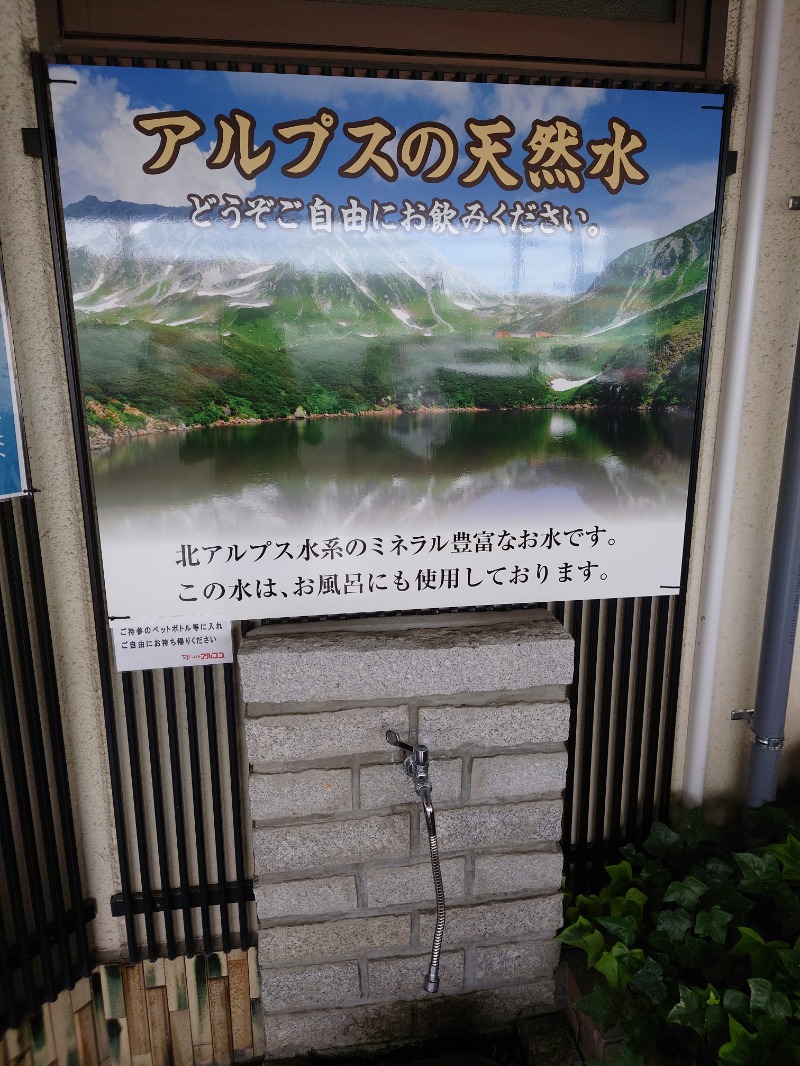 アルプスの天然水
どうぞご自由にお飲みください。
北アルプス水系のミネラル豊富なお水です。
この水は、お風呂にも使用しております。
ご持参のペットボトル等に入れ
ご自由にお持ち帰りください